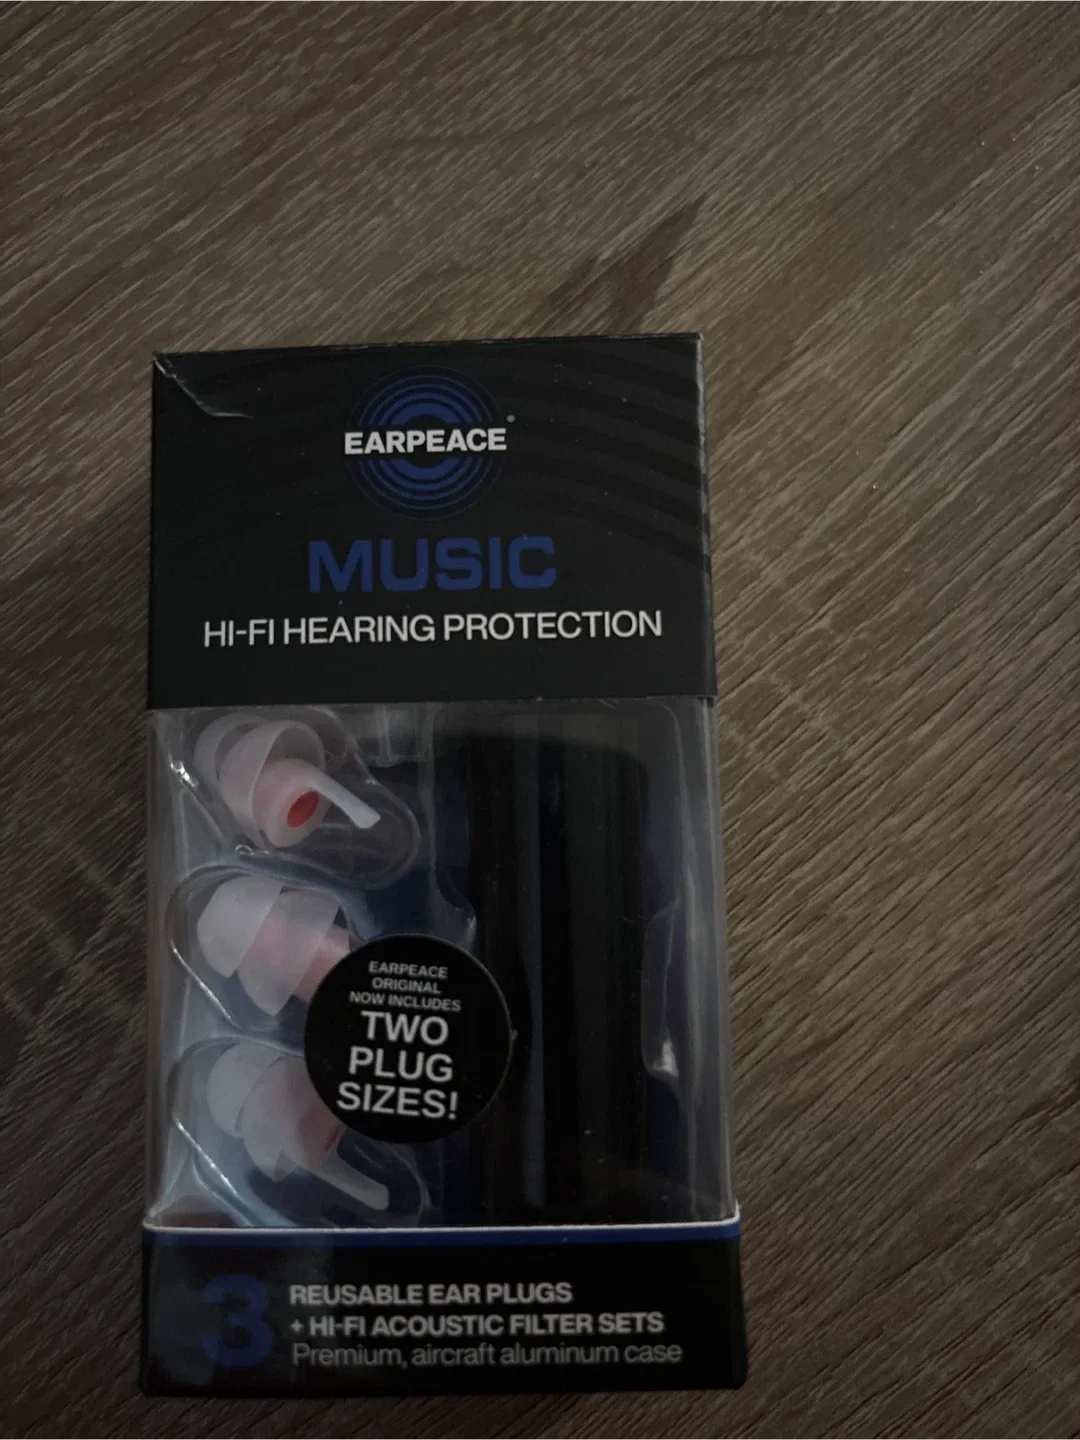 EARPEACE®
MUSIC
HI-FI HEARING PROTECTION
EARPEACE
ORIGINAL
NOW INCLUDES
TWO
PLUG
SIZES!
3
REUSABLE EAR PLUGS
+ HI-FI ACOUSTIC FILTER SETS
Premium, aircraft aluminum case